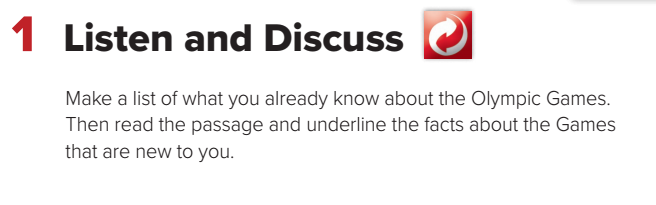 1 Listen and Discuss
Make a list of what you already know about the Olympic Games.
Then read the passage and underline the facts about the Games
that are new to you.